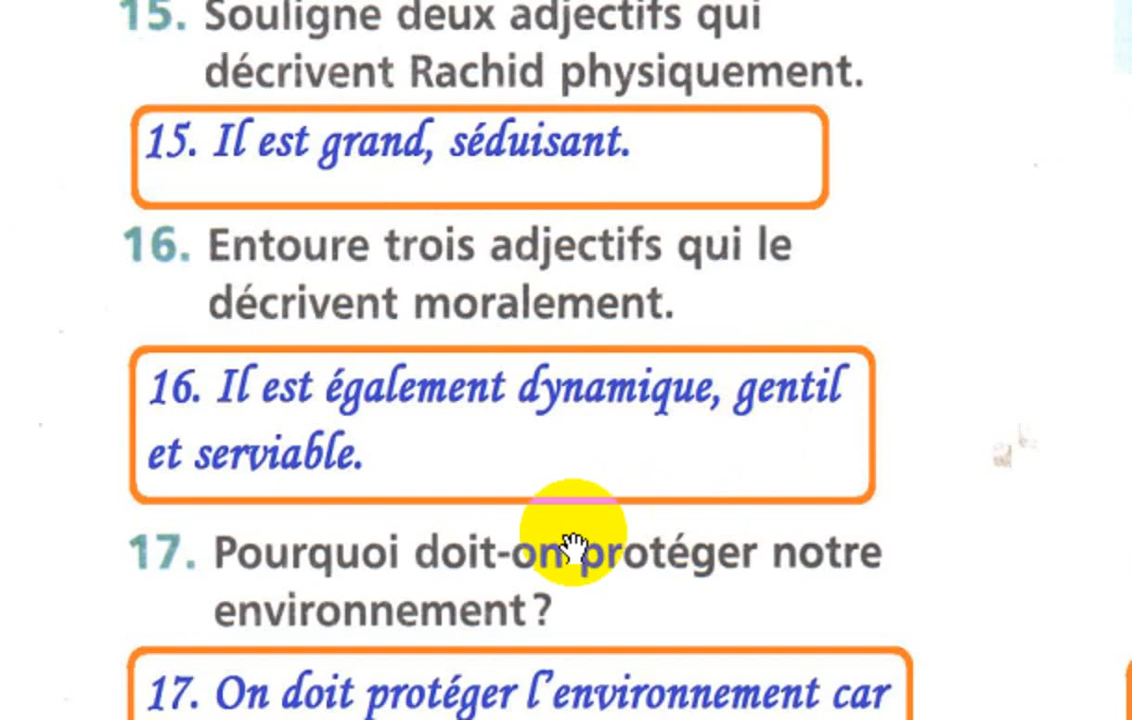 15. Souligne deux adjectifs qui
décrivent Rachid physiquement.
15. Il est grand, séduisant.
16. Entoure trois adjectifs qui le
décrivent moralement.
16. Il est également dynamique, gentil
et serviable.
17. Pourquoi doit-on protéger notre
environnement ?
17. On doit protéger l'environnement car